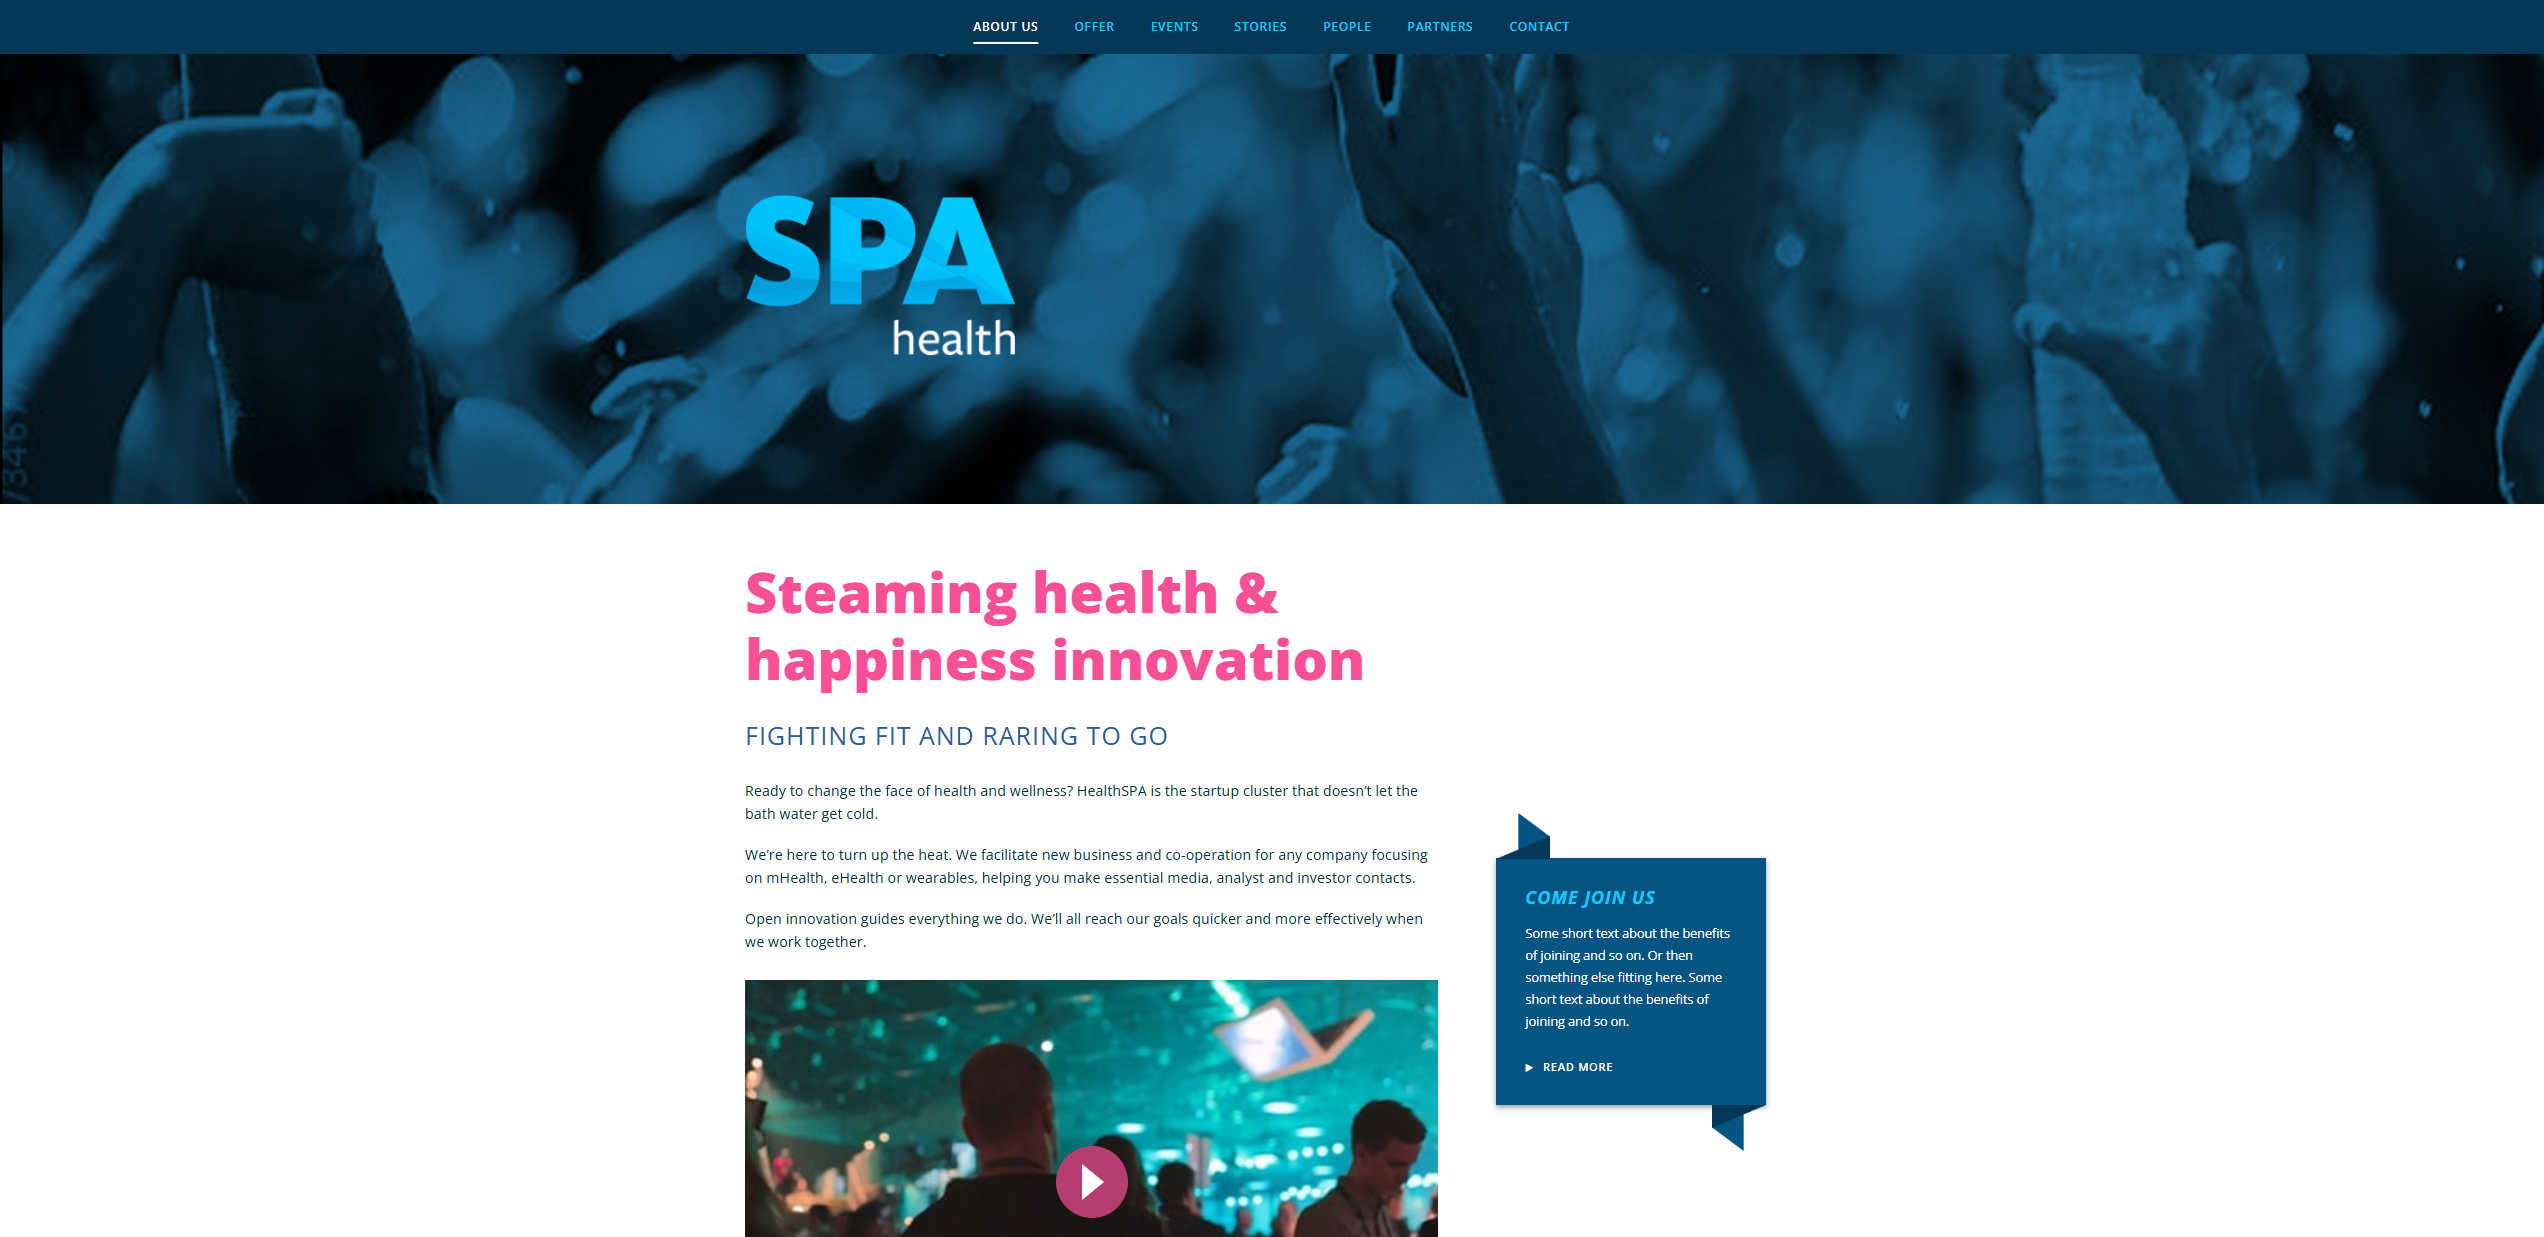 ABOUT US OFFER EVENTS STORIES PEOPLE PARTNERS CONTACT
SPA
health
Steaming health &
happiness innovation
FIGHTING FIT AND RARING TO GO
Ready to change the face of health and wellness? HealthSPA is the startup cluster that doesn’t let the
bath water get cold.
We’re here to turn up the heat. We facilitate new business and co-operation for any company focusing
on mHealth, eHealth or wearables, helping you make essential media, analyst and investor contacts.
Open innovation guides everything we do. We’ll all reach our goals quicker and more effectively when
we work together.
COME JOIN US
Some short text about the benefits
of joining and so on. Or then
something else fitting here. Some
short text about the benefits of
joining and so on.
READ MORE